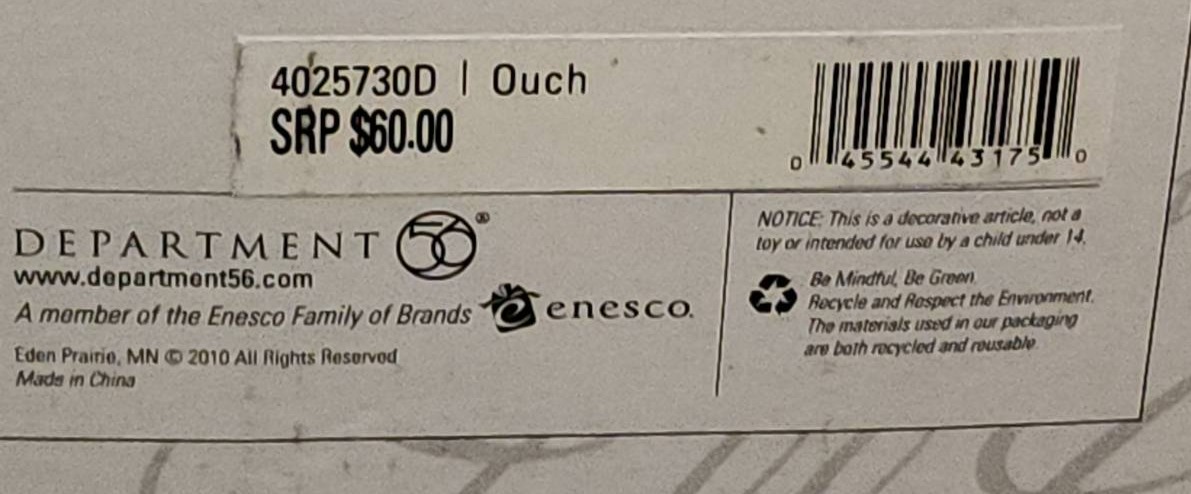 4025730D | Ouch
SRP $60.00
0 45544 43175 0
DEPARTMENT 56®
www.department56.com
A member of the Enesco Family of Brands enesco.
Eden Prairie, MN © 2010 All Rights Reserved
Made in China
NOTICE: This is a decorative article, not a
toy or intended for use by a child under 14.
Be Mindful, Be Green.
Recycle and Respect the Environment.
The materials used in our packaging
are both recycled and reusable.